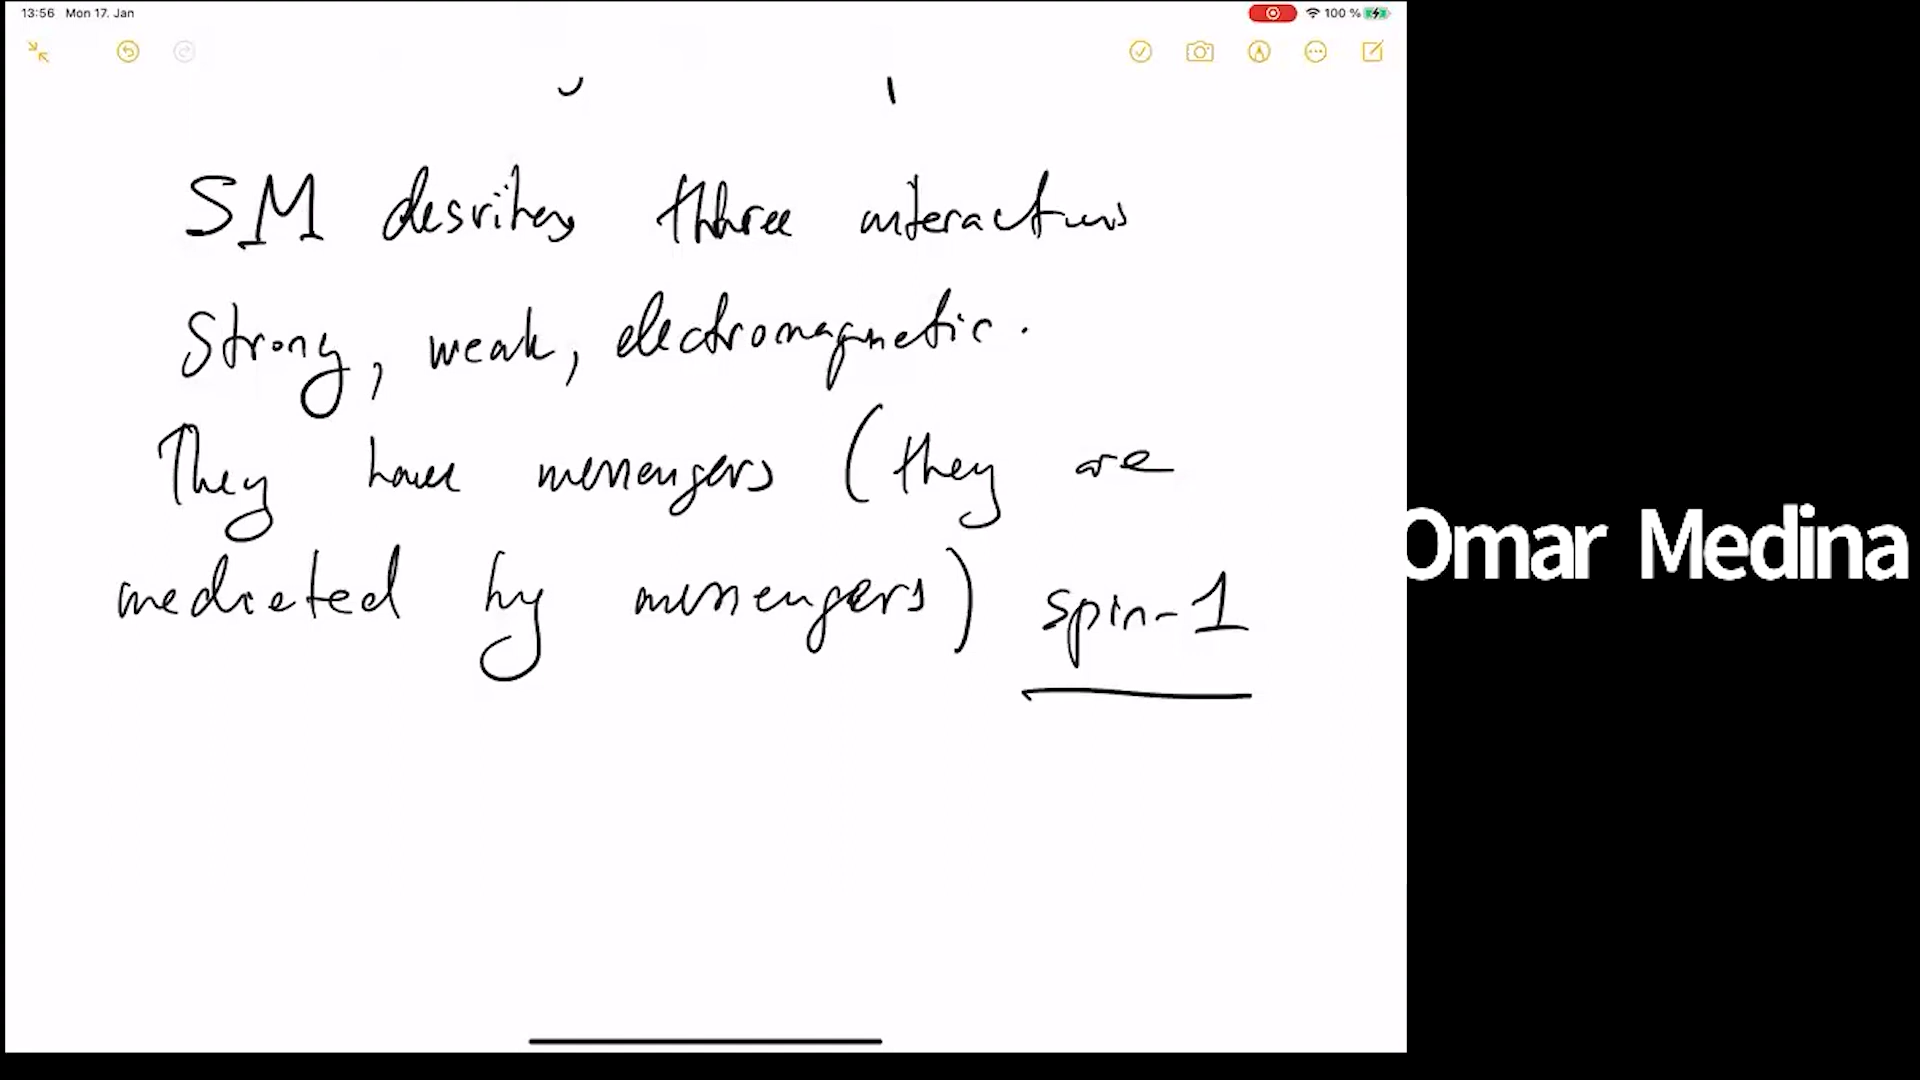 13:56 Mon 17. Jan 100 %
SM desribes three interactions
Strong, weak, electromagnetic.
They have messengers (they are
mediated by messengers) spin-1
Omar Medina